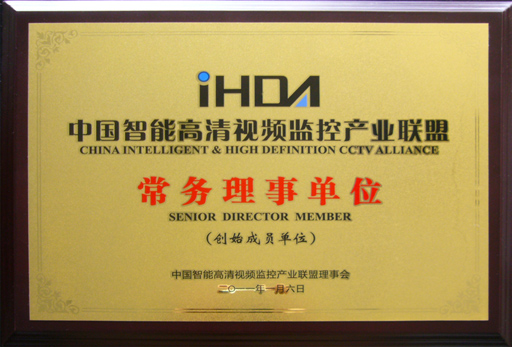 iHDA
中国智能高清视频监控产业联盟
CHINA INTELLIGENT & HIGH DEFINITION CCTV ALLIANCE
常务理事单位
SENIOR DIRECTOR MEMBER
(创始成员单位)
中国智能高清视频监控产业联盟理事会
二〇一一年一月六日